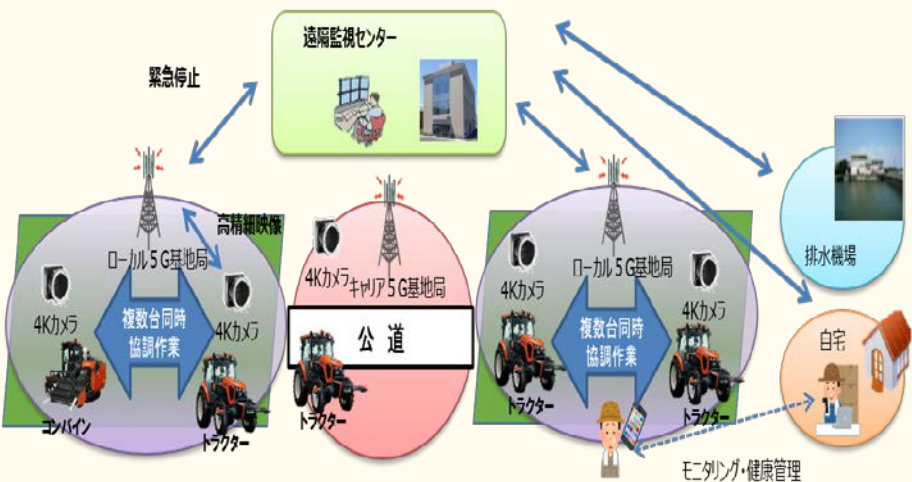 遠隔監視センター
緊急停止
高精細映像
ローカル5G基地局
4Kカメラ
4Kカメラ
複数台同時
協調作業
コンバイン
トラクター
4Kカメラ
キャリア5G基地局
公道
トラクター
ローカル5G基地局
4Kカメラ
4Kカメラ
複数台同時
協調作業
トラクター
トラクター
排水機場
自宅
モニタリング・健康管理